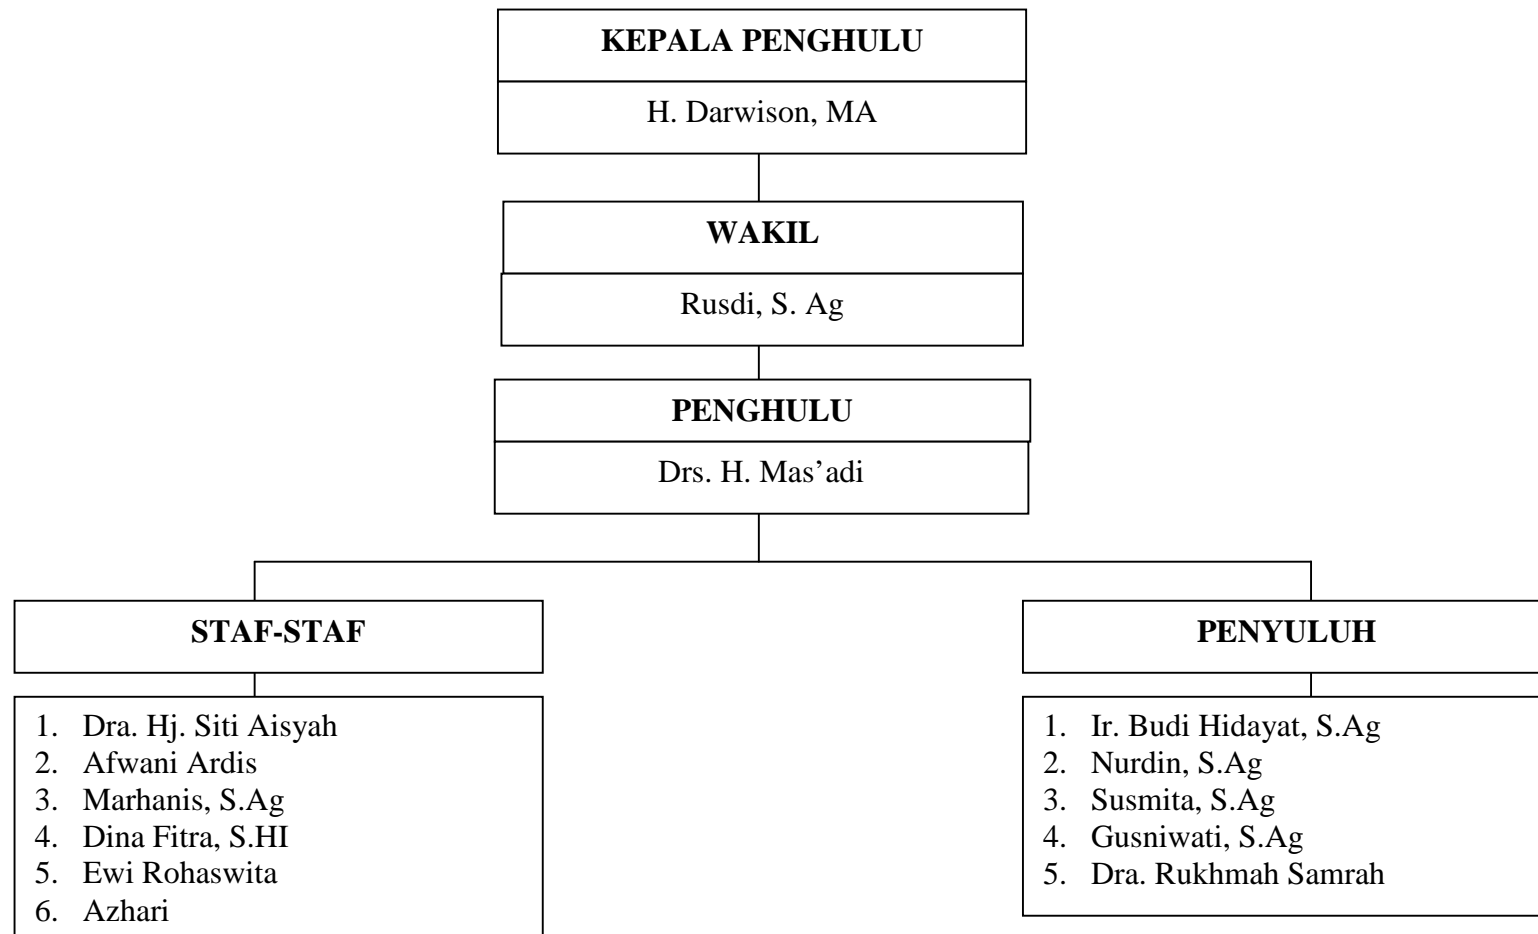 KEPALA PENGHULU
H. Darwison, MA
WAKIL
Rusdi, S. Ag
PENGHULU
Drs. H. Mas’adi
STAF-STAF
1. Dra. Hj. Siti Aisyah
2. Afwani Ardis
3. Marhanis, S.Ag
4. Dina Fitra, S.HI
5. Ewi Rohaswita
6. Azhari
PENYULUH
1. Ir. Budi Hidayat, S.Ag
2. Nurdin, S.Ag
3. Susmita, S.Ag
4. Gusniwati, S.Ag
5. Dra. Rukhmah Samrah